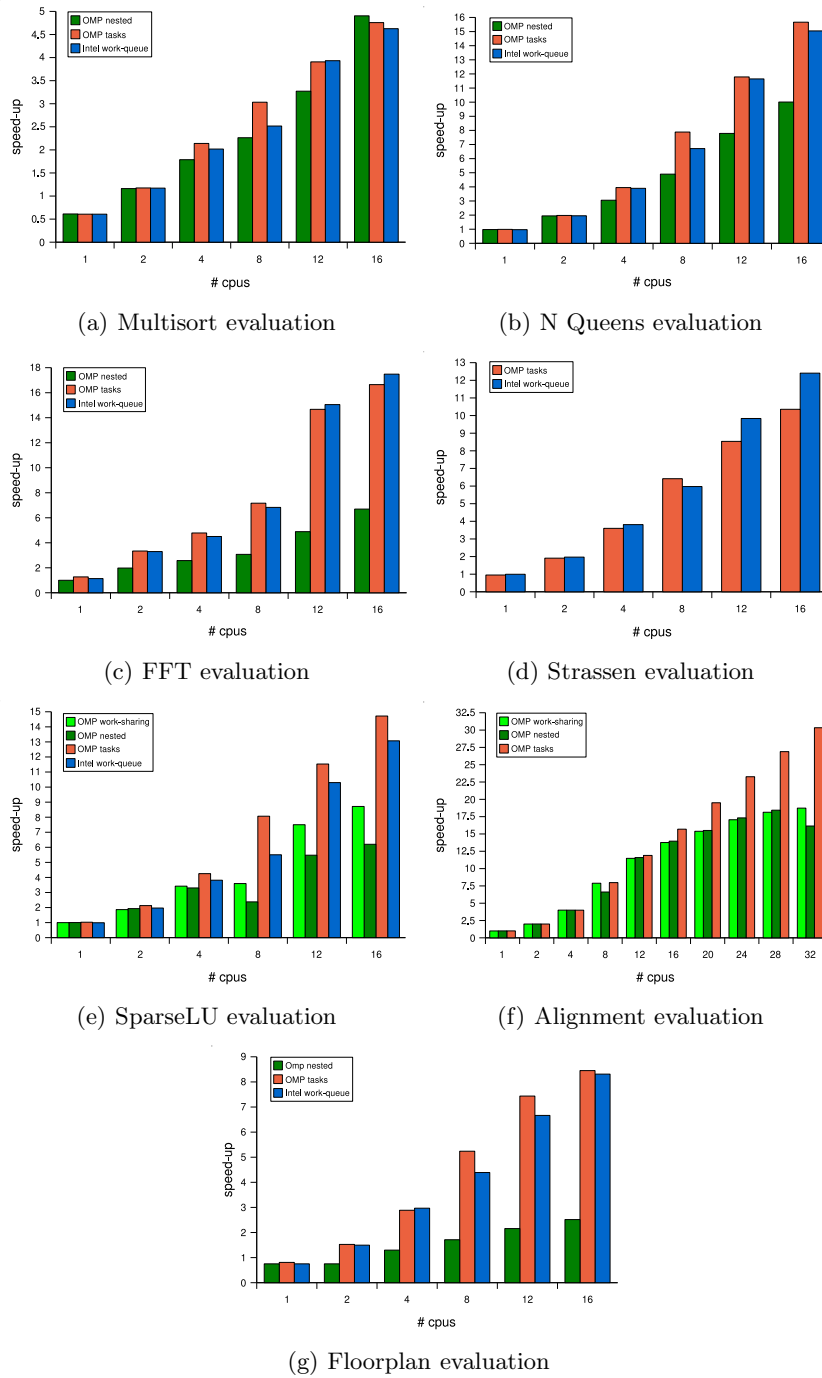 5
4.5
4
3.5
3
2.5
2
1.5
1
0.5
0
speed-up
OMP nested
OMP tasks
Intel work-queue
1 2 4 8 12 16
# cpus
(a) Multisort evaluation
16
15
14
13
12
11
10
9
8
7
6
5
4
3
2
1
0
speed-up
OMP nested
OMP tasks
Intel work-queue
1 2 4 8 12 16
# cpus
(b) N Queens evaluation
18
16
14
12
10
8
6
4
2
0
speed-up
OMP nested
OMP tasks
Intel work-queue
1 2 4 8 12 16
# cpus
(c) FFT evaluation
13
12
11
10
9
8
7
6
5
4
3
2
1
0
speed-up
OMP tasks
Intel work-queue
1 2 4 8 12 16
# cpus
(d) Strassen evaluation
15
14
13
12
11
10
9
8
7
6
5
4
3
2
1
0
speed-up
OMP work-sharing
OMP nested
OMP tasks
Intel work-queue
1 2 4 8 12 16
# cpus
(e) SparseLU evaluation
32.5
30
27.5
25
22.5
20
17.5
15
12.5
10
7.5
5
2.5
0
speed-up
OMP work-sharing
OMP nested
OMP tasks
1 2 4 8 12 16 20 24 28 32
# cpus
(f) Alignment evaluation
9
8
7
6
5
4
3
2
1
0
speed-up
Omp nested
OMP tasks
Intel work-queue
1 2 4 8 12 16
# cpus
(g) Floorplan evaluation